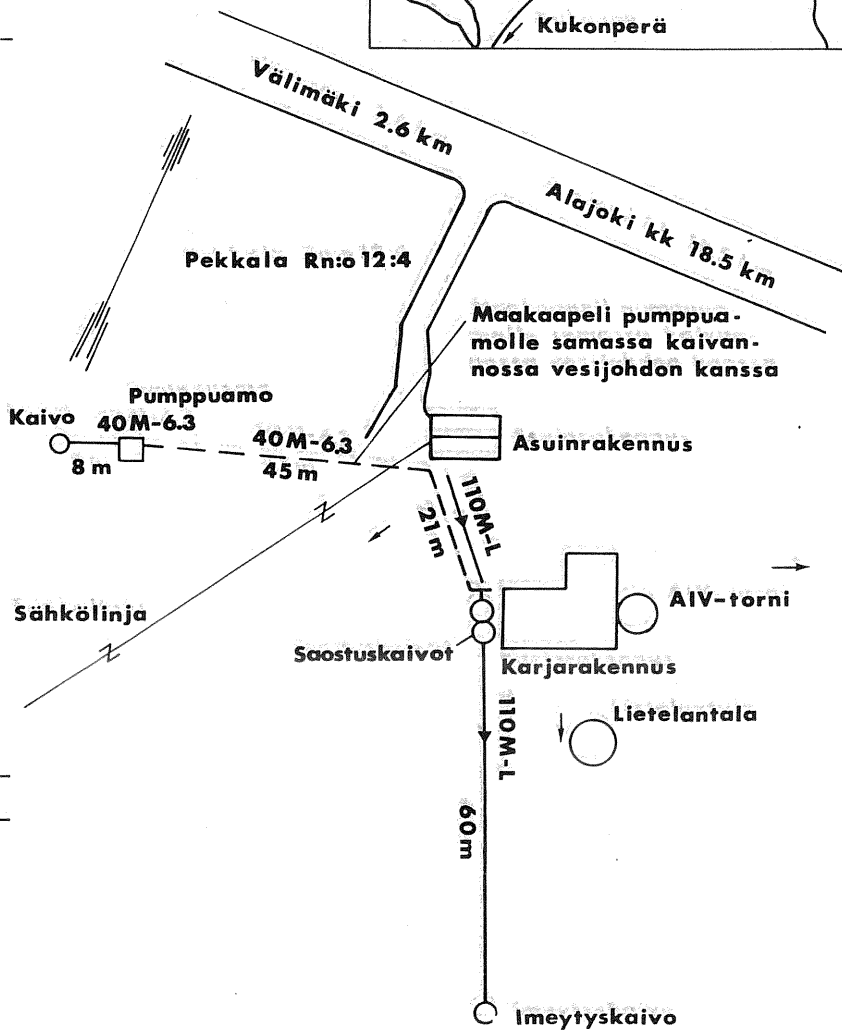 Kukonperä
Välimäki 2.6 km
Alajoki kk 18.5 km
Pekkala Rn:o 12:4
Maakaapeli pumppua-
molle samassa kaivan-
nossa vesijohdon kanssa
Pumppuamo
Kaivo
40M-6.3
40M-6.3
8 m
45 m
Asuinrakennus
110M-L
21 m
AIV-torni
Sähkölinja
Saostuskaivot
Karjarakennus
Lietelantala
110M-L
60m
Imeytyskaivo